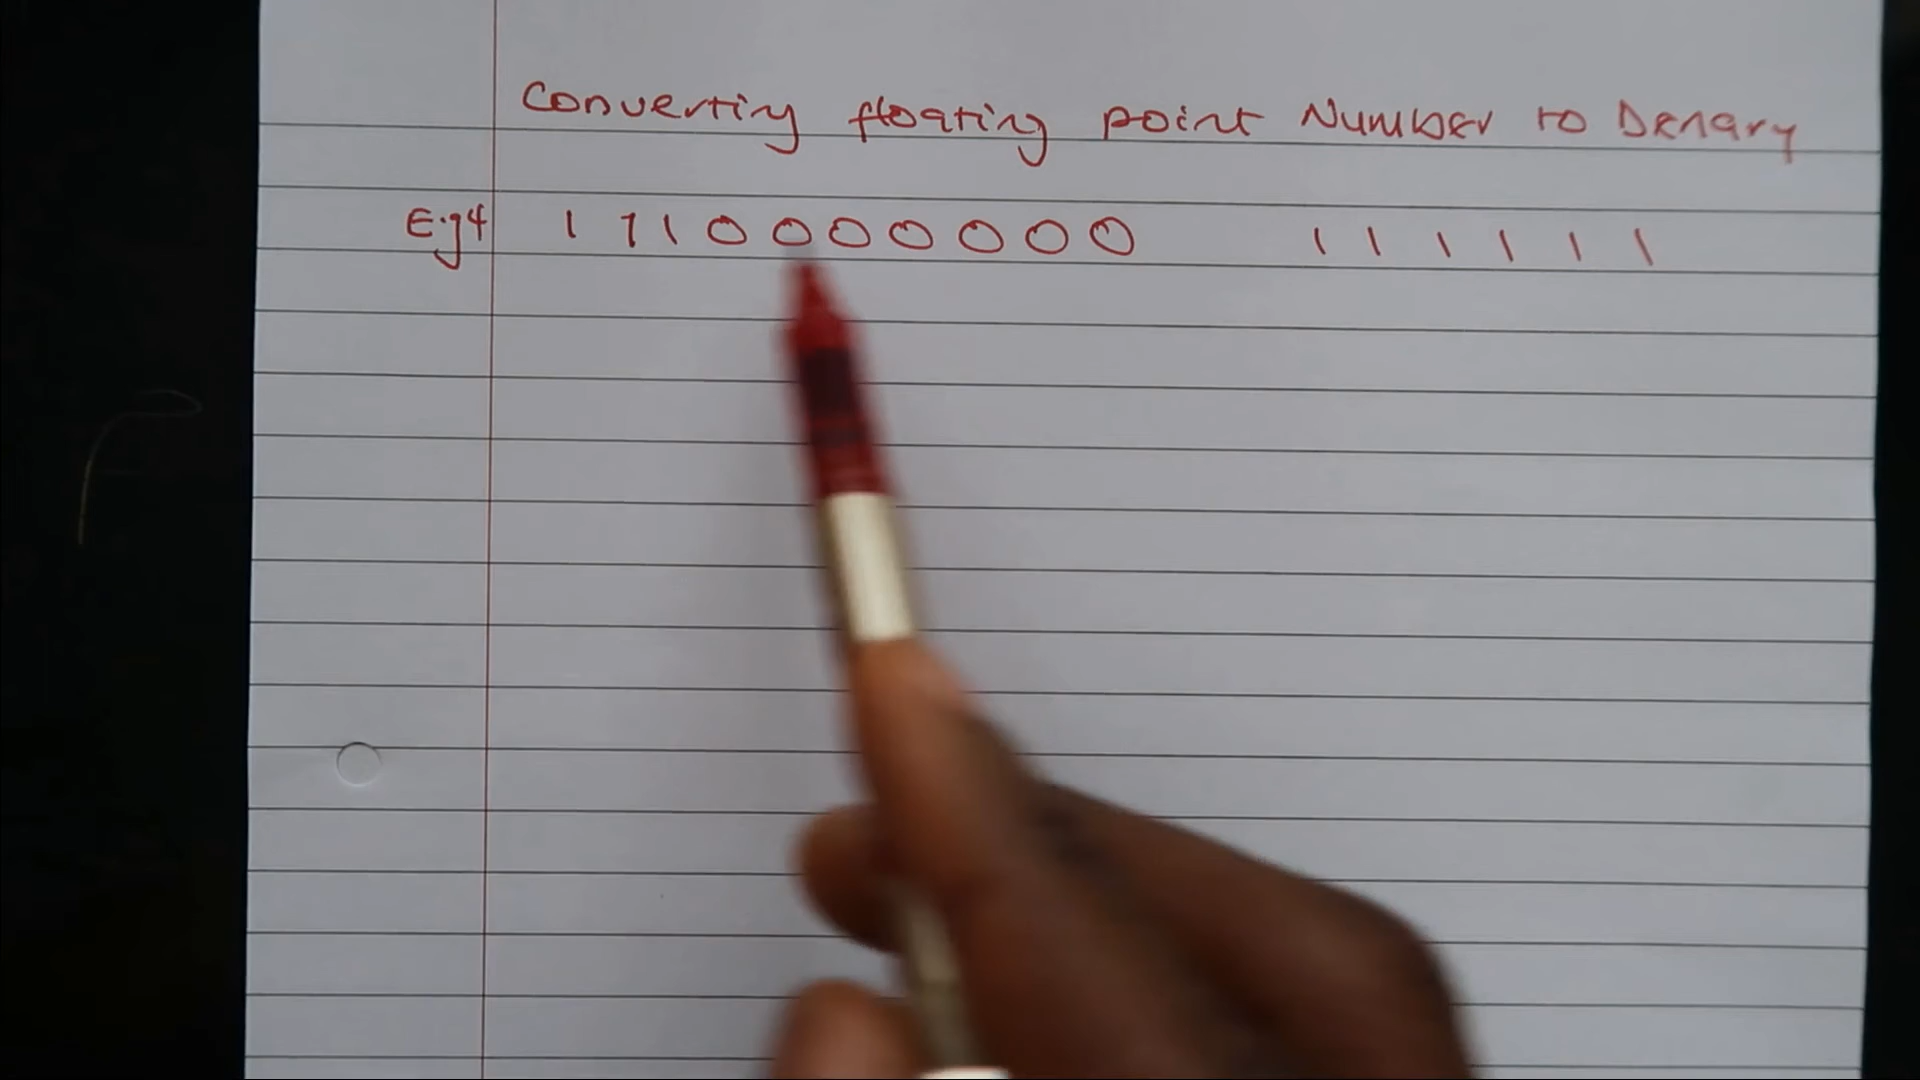 Converting floating point Number to Denary
E.g4 1 1 1 0 0 0 0 0 0 0 1 1 1 1 1 1